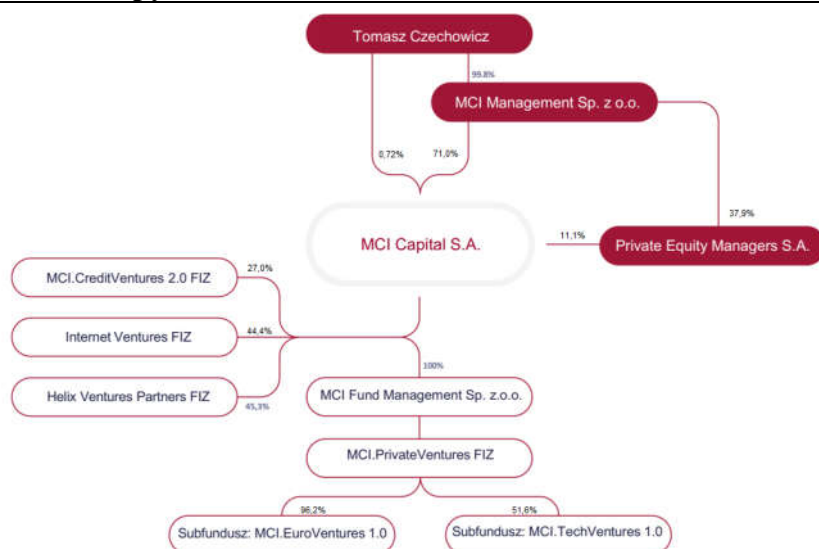 Tomasz Czechowicz
99.8%
MCI Management Sp. z o.o.
0,72%
71,0%
37,9%
MCI Capital S.A.
11,1%
Private Equity Managers S.A.
27,0%
MCI.CreditVentures 2.0 FIZ
Internet Ventures FIZ
44,4%
100%
Helix Ventures Partners FIZ
45,3%
MCI Fund Management Sp. z.o.o.
MCI.PrivateVentures FIZ
96,2%
51,6%
Subfundusz: MCI.EuroVentures 1.0
Subfundusz: MCI.TechVentures 1.0